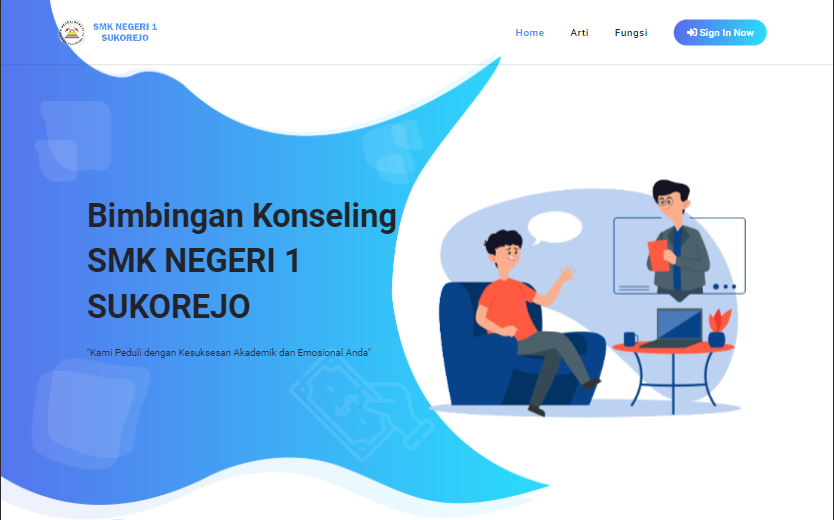 SMK NEGERI 1
SUKOREJO
Home
Arti
Fungsi
Sign In Now
Bimbingan Konseling
SMK NEGERI 1
SUKOREJO
"Kami Peduli dengan Kesuksesan Akademik dan Emosional Anda"